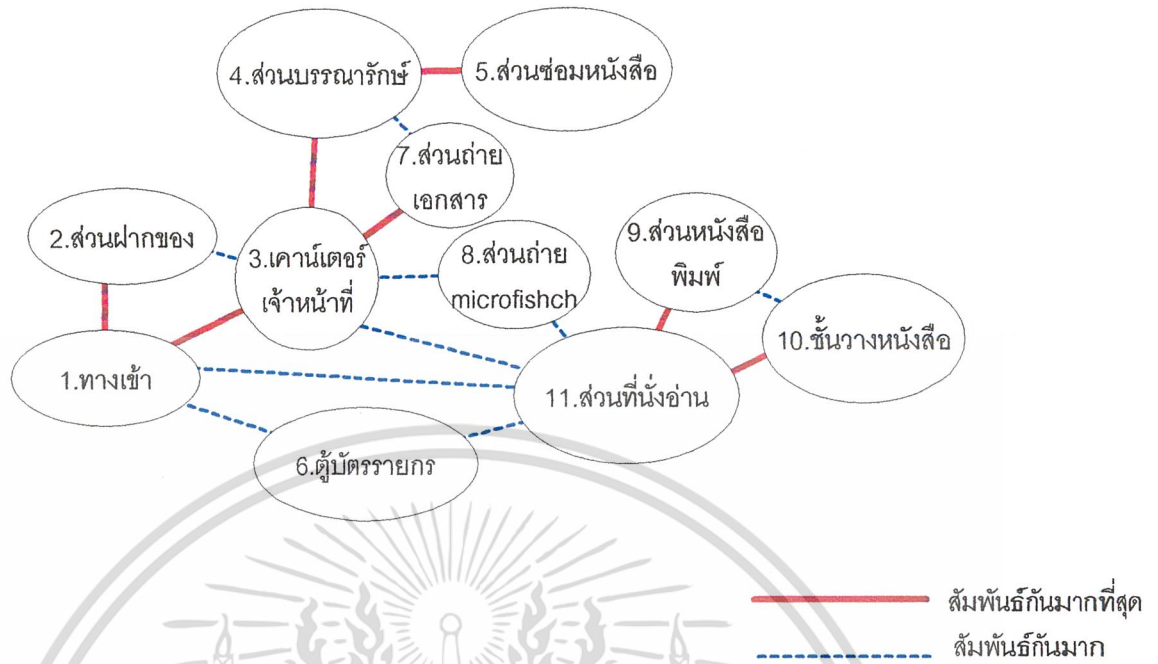 4.ส่วนบรรณารักษ์
5.ส่วนซ่อมหนังสือ
7.ส่วนถ่าย
เอกสาร
2.ส่วนฝากของ
3.เคาน์เตอร์
เจ้าหน้าที่
8.ส่วนถ่าย
microfishch
9.ส่วนหนังสือ
พิมพ์
10.ชั้นวางหนังสือ
1.ทางเข้า
11.ส่วนที่นั่งอ่าน
6.ตู้บัตรรายกร
สัมพันธ์กันมากที่สุด
สัมพันธ์กันมาก